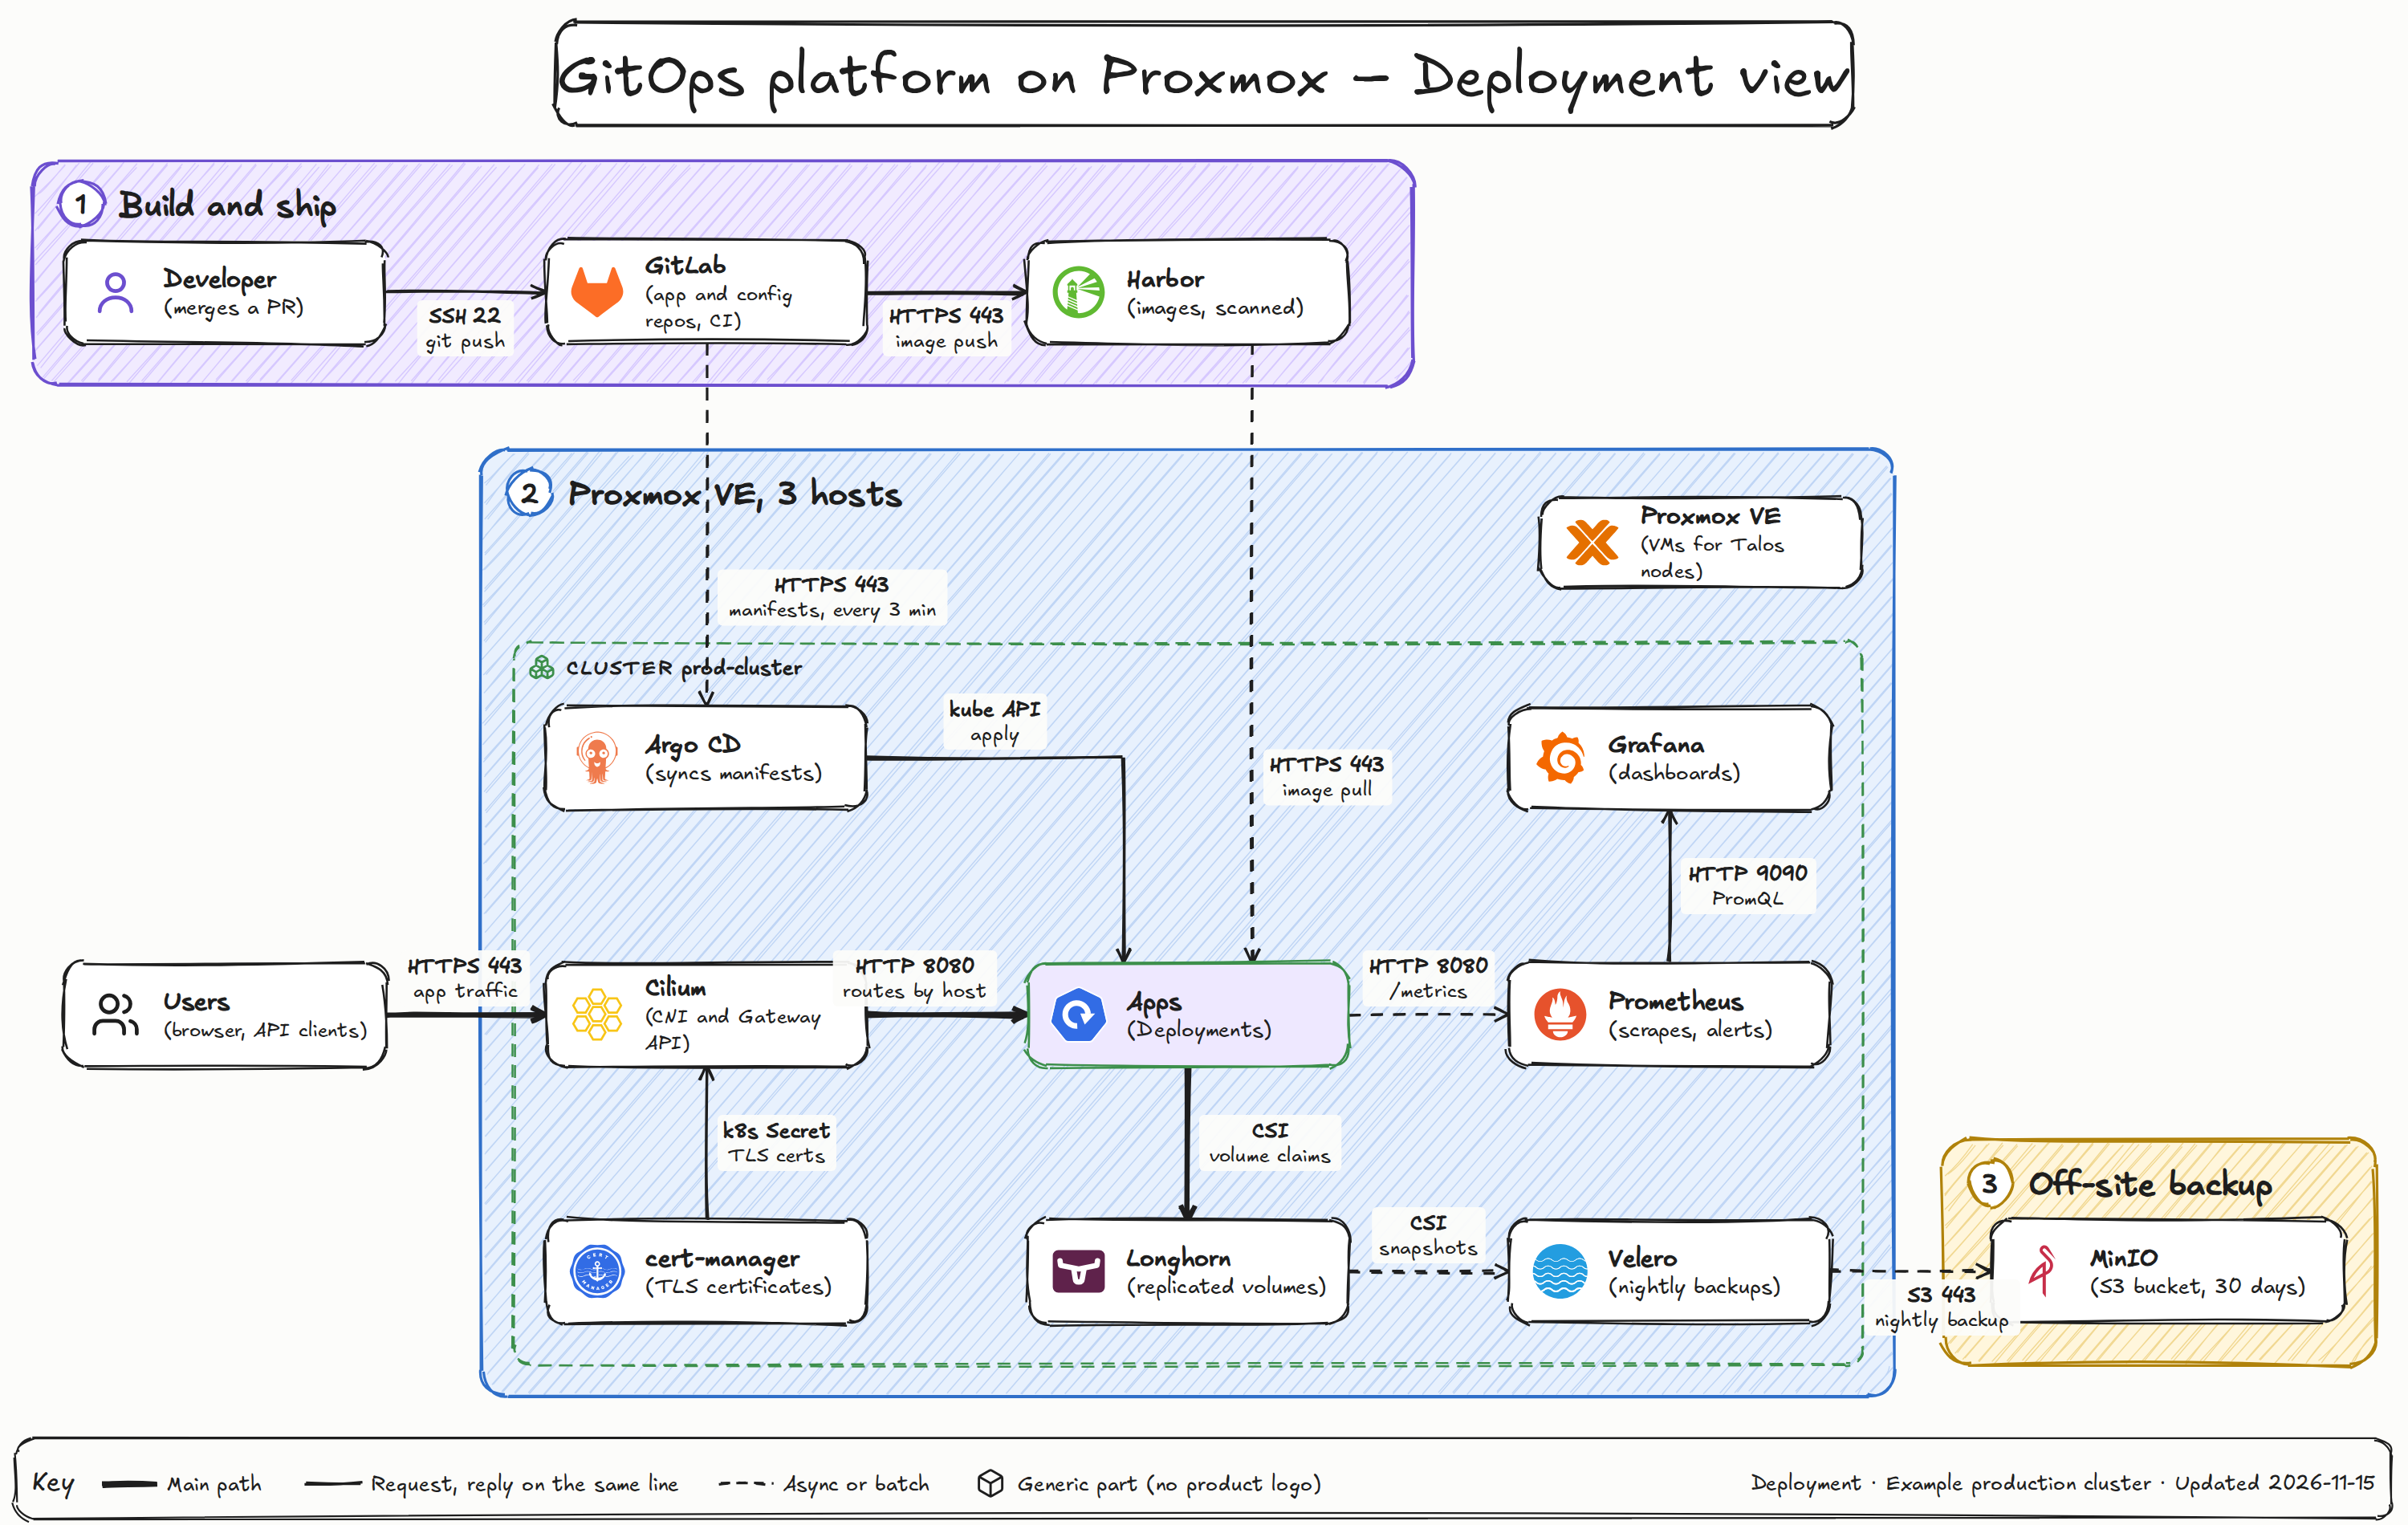 GitOps platform on Proxmox — Deployment view
1 Build and ship
Developer
(merges a PR)
SSH 22
git push
GitLab
(app and config
repos, CI)
HTTPS 443
image push
Harbor
(images, scanned)
2 Proxmox VE, 3 hosts
Proxmox VE
(VMs for Talos
nodes)
HTTPS 443
manifests, every 3 min
CLUSTER prod-cluster
Argo CD
(syncs manifests)
kube API
apply
HTTPS 443
image pull
Grafana
(dashboards)
HTTP 9090
PromQL
Users
(browser, API clients)
HTTPS 443
app traffic
Cilium
(CNI and Gateway
API)
HTTP 8080
routes by host
Apps
(Deployments)
HTTP 8080
/metrics
Prometheus
(scrapes, alerts)
k8s Secret
TLS certs
CSI
volume claims
cert-manager
(TLS certificates)
Longhorn
(replicated volumes)
CSI
snapshots
Velero
(nightly backups)
S3 443
nightly backup
3 Off-site backup
MinIO
(S3 bucket, 30 days)
Key
Main path
Request, reply on the same line
Async or batch
Generic part (no product logo)
Deployment · Example production cluster · Updated 2026-11-15